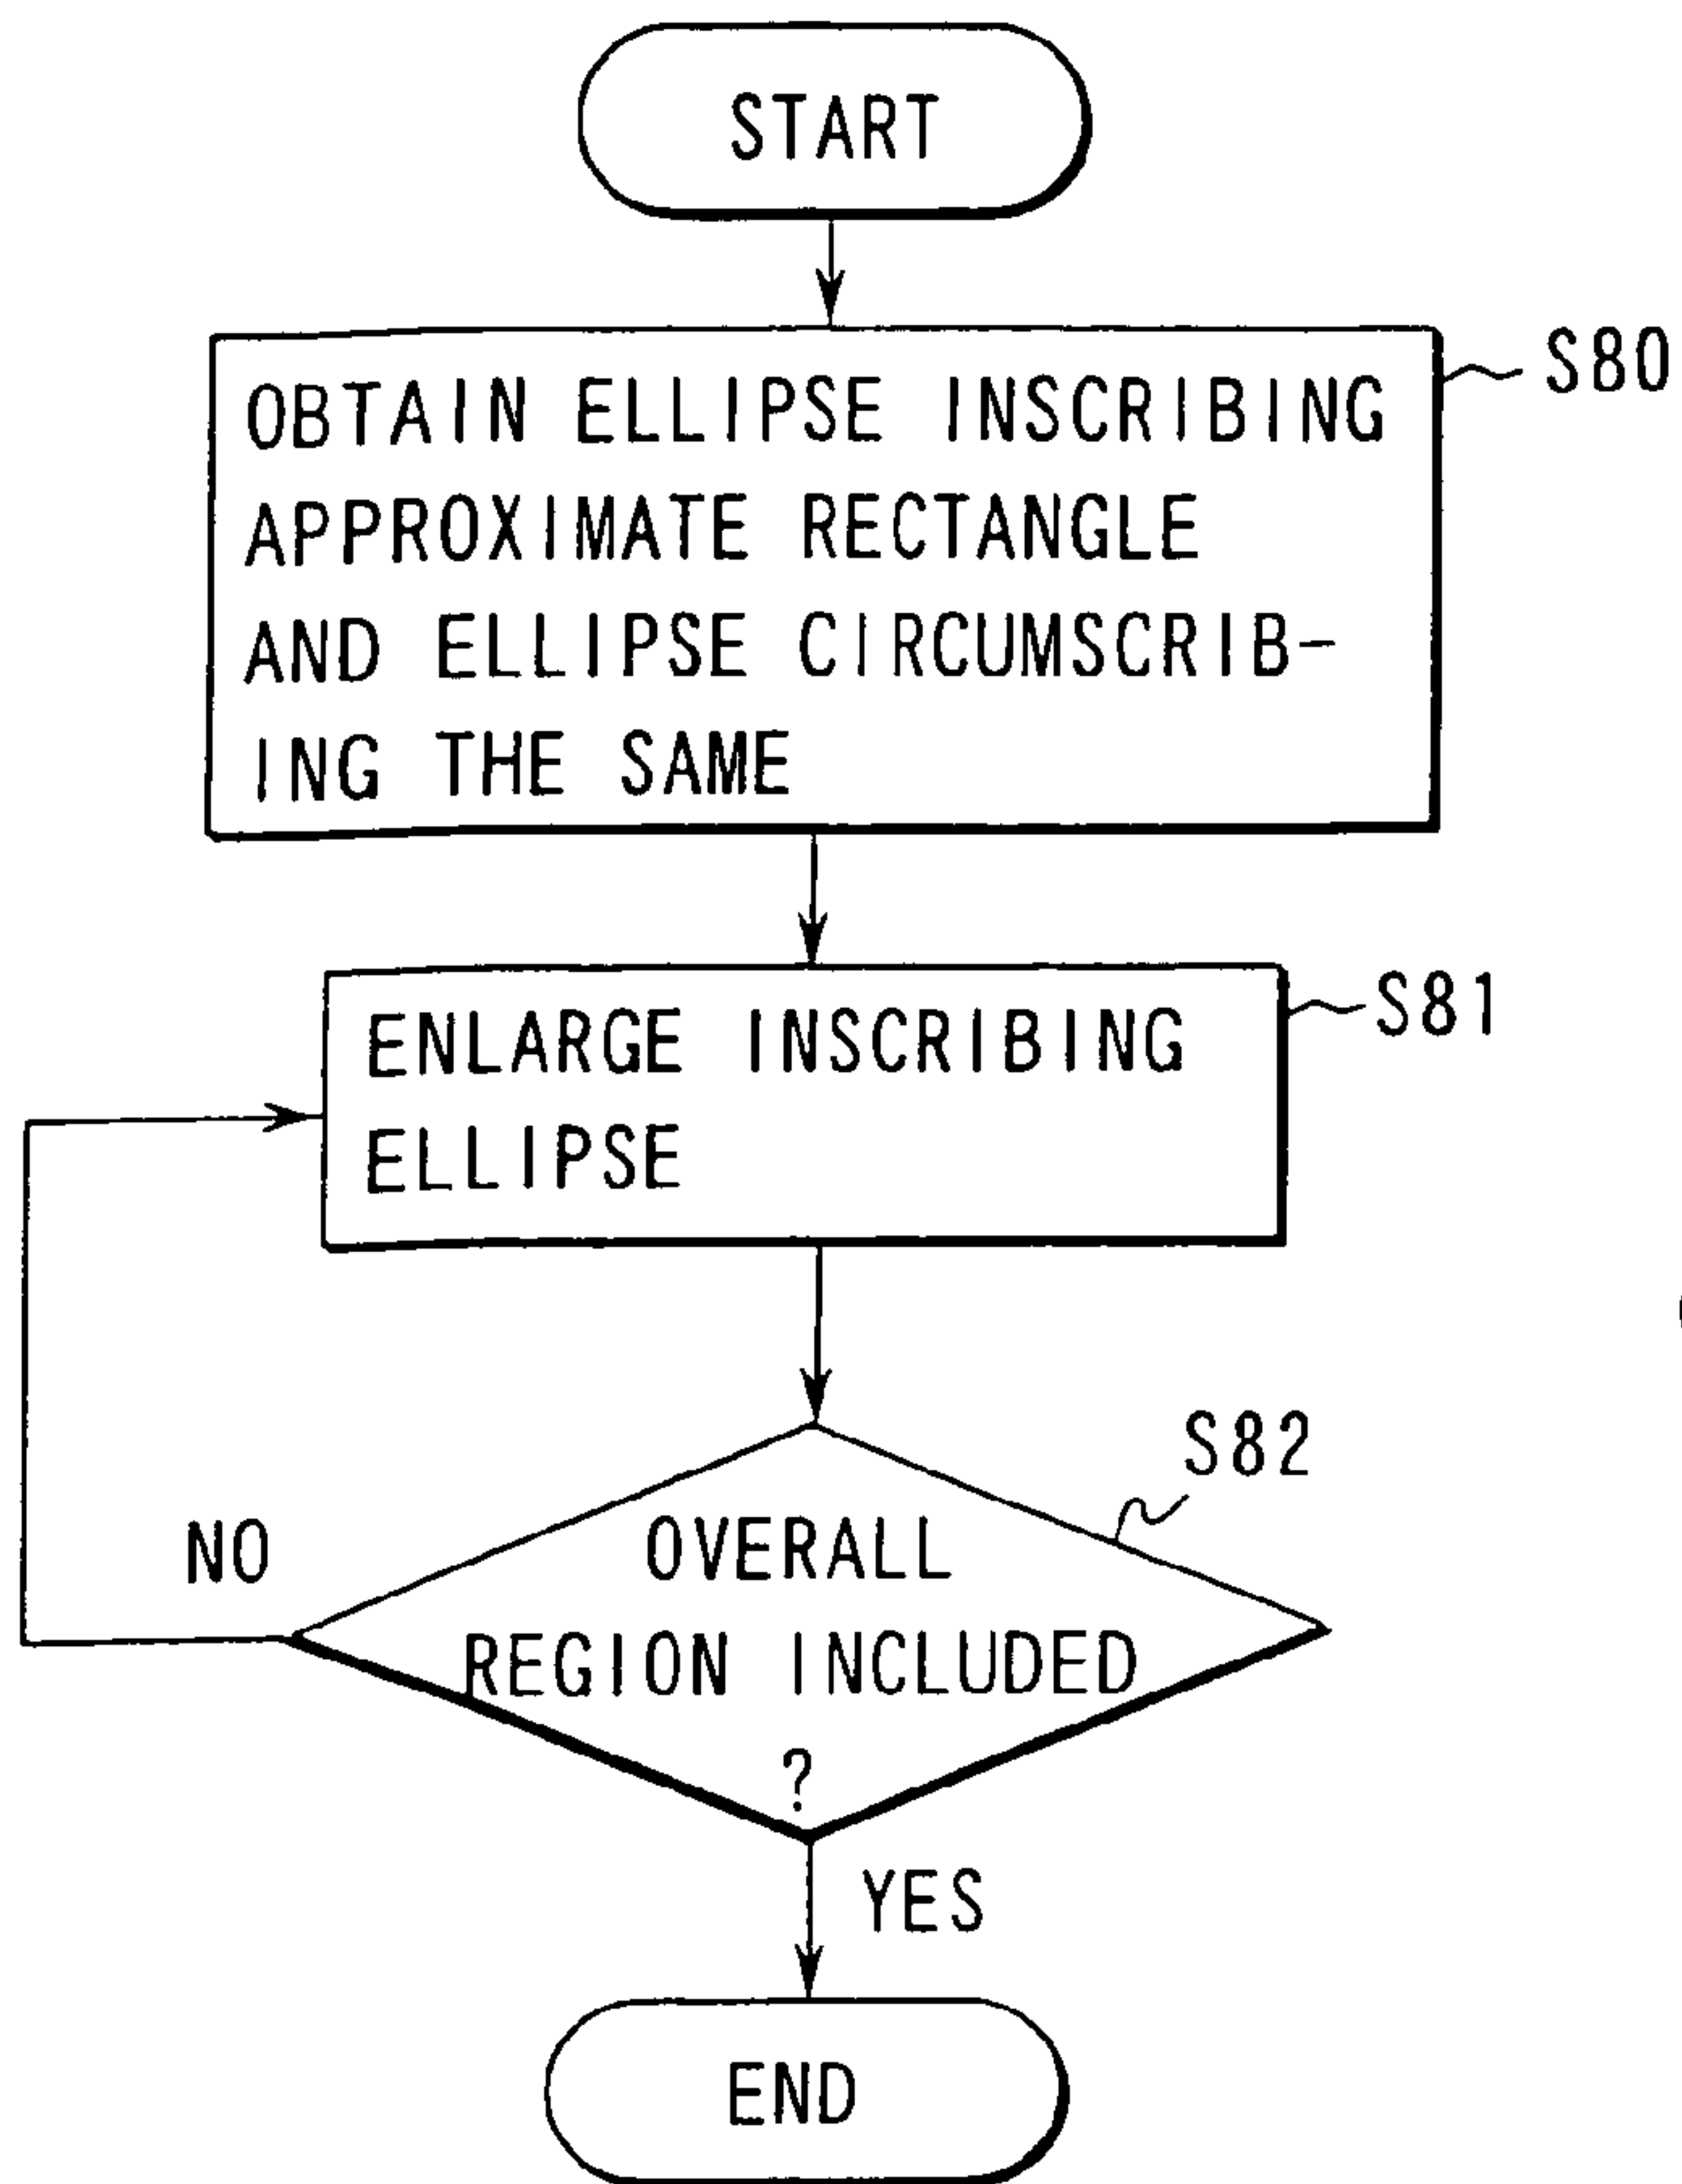 START
S80
OBTAIN ELLIPSE INSCRIBING
APPROXIMATE RECTANGLE
AND ELLIPSE CIRCUMSCRIB-
ING THE SAME
S81
ENLARGE INSCRIBING
ELLIPSE
S82
NO
OVERALL
REGION INCLUDED
?
YES
END